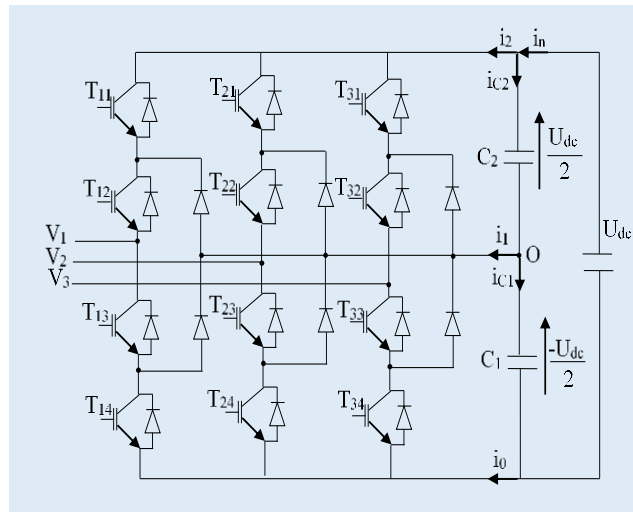 i2 in
T11 T21 T31
iC2
C2 Udc/2
T12 T22 T32
Udc
V1
V2
V3
i1 O
iC1
T13 T23 T33
C1 -Udc/2
T14 T24 T34
i0